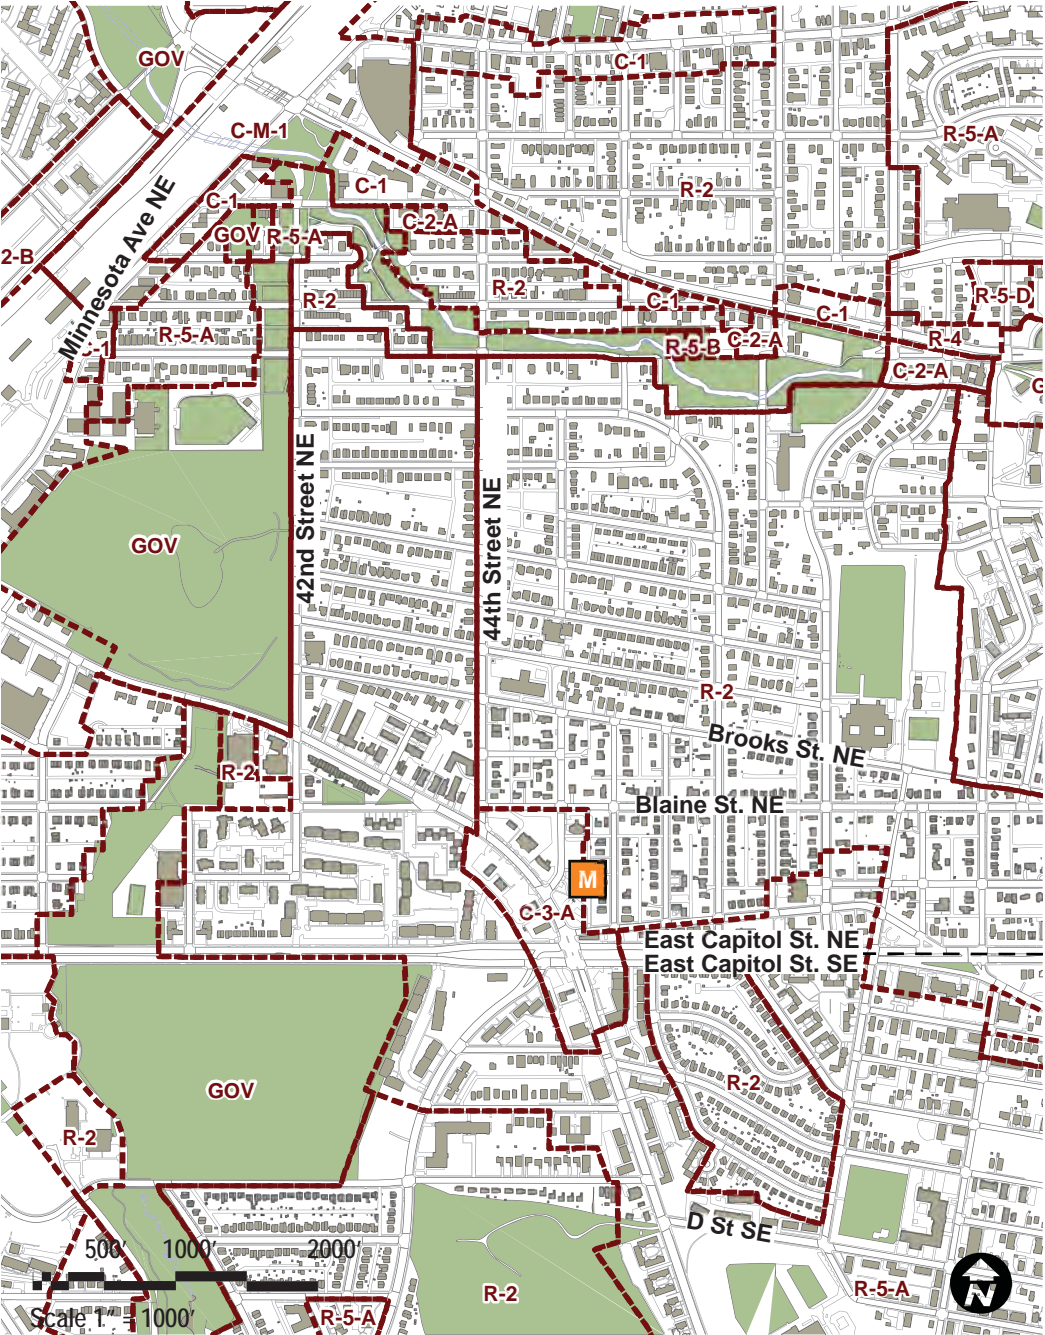 GOV
C-1
C-M-1
R-5-A
C-1
R-2
C-1
C-2-A
GOV
R-5-A
2-B
Minnesota Ave NE
R-2
R-2
C-1
R-5-D
C-1
R-5-A
R-5-B
C-2-A
R-4
C-2-A
G
42nd Street NE
44th Street NE
GOV
R-2
Brooks St. NE
R-2
Blaine St. NE
M
C-3-A
East Capitol St. NE
East Capitol St. SE
GOV
R-2
R-2
D St SE
500' 1000' 2000'
Scale 1" = 1000'
R-5-A
R-2
R-5-A
N